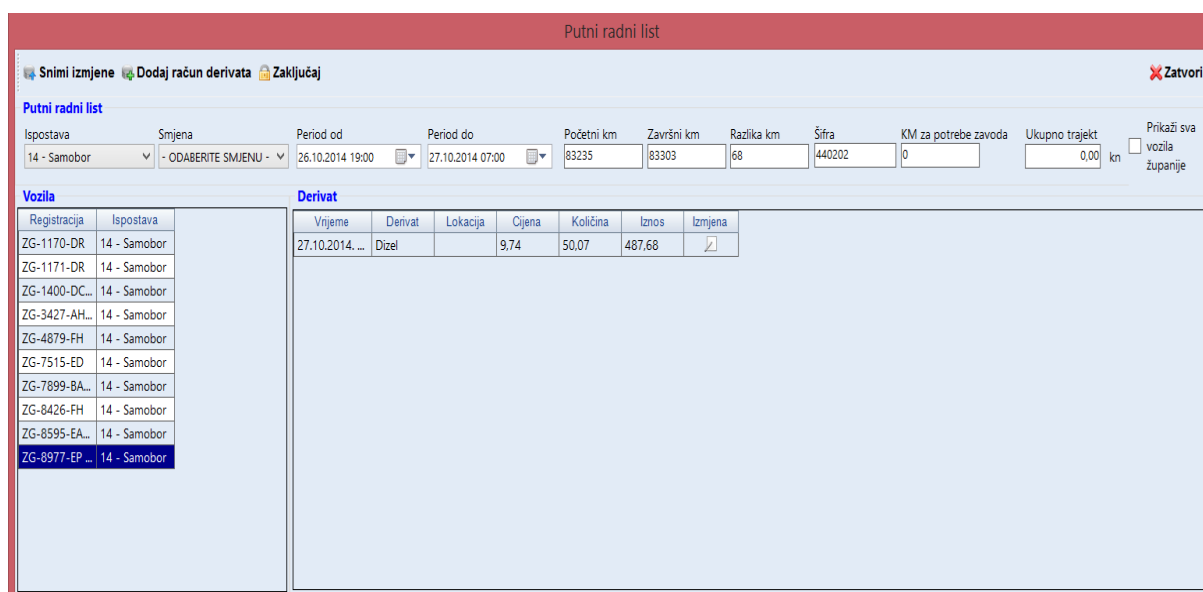 Putni radni list
Snimi izmjene Dodaj račun derivata Zaključaj Zatvori
Putni radni list
Ispostava Smjena Period od Period do Početni km Završni km Razlika km Šifra KM za potrebe zavoda Ukupno trajekt Prikaži sva vozila županije
14 - Samobor - ODABERITE SMJENU - 26.10.2014 19:00 27.10.2014 07:00 83235 83303 68 440202 0 0,00 kn
Vozila Derivat
Registracija Ispostava Vrijeme Derivat Lokacija Cijena Količina Iznos Izmjena
ZG-1170-DR 14 - Samobor 27.10.2014. ... Dizel 9,74 50,07 487,68
ZG-1171-DR 14 - Samobor
ZG-1400-DC... 14 - Samobor
ZG-3427-AH... 14 - Samobor
ZG-4879-FH 14 - Samobor
ZG-7515-ED 14 - Samobor
ZG-7899-BA... 14 - Samobor
ZG-8426-FH 14 - Samobor
ZG-8595-EA... 14 - Samobor
ZG-8977-EP ... 14 - Samobor